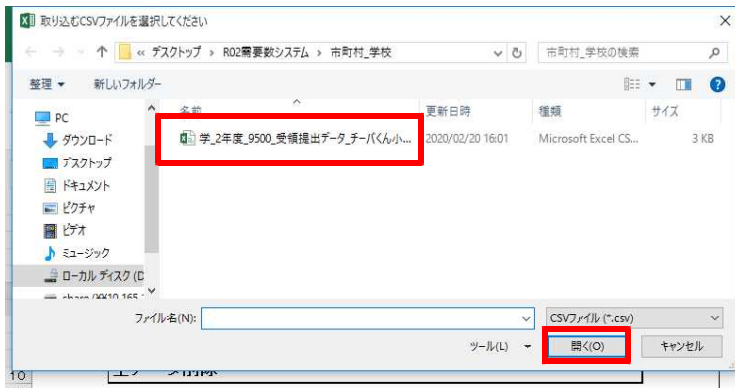 取り込むCSVファイルを選択してください
« デスクトップ › R02需要数システム › 市町村_学校
市町村_学校の検索
整理 新しいフォルダー
PC
名前 更新日時 種類 サイズ
学_2年度_9500_受領提出データ_チーバくん小... 2020/02/20 16:01 Microsoft Excel CS... 3 KB
ダウンロード
デスクトップ
ドキュメント
ピクチャ
ビデオ
ミュージック
ローカル ディスク (D
ファイル名(N):
CSVファイル (*.csv)
ツール(L) 開く(O) キャンセル
10